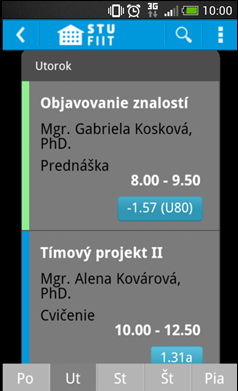 3G
10:00
STU
FIIT
Utorok
Objavovanie znalostí
Mgr. Gabriela Kosková,
PhD.
Prednáška
8.00 - 9.50
-1.57 (U80)
Tímový projekt II
Mgr. Alena Kovárová,
PhD.
Cvičenie
10.00 - 12.50
1.31a
Po Ut St Št Pia